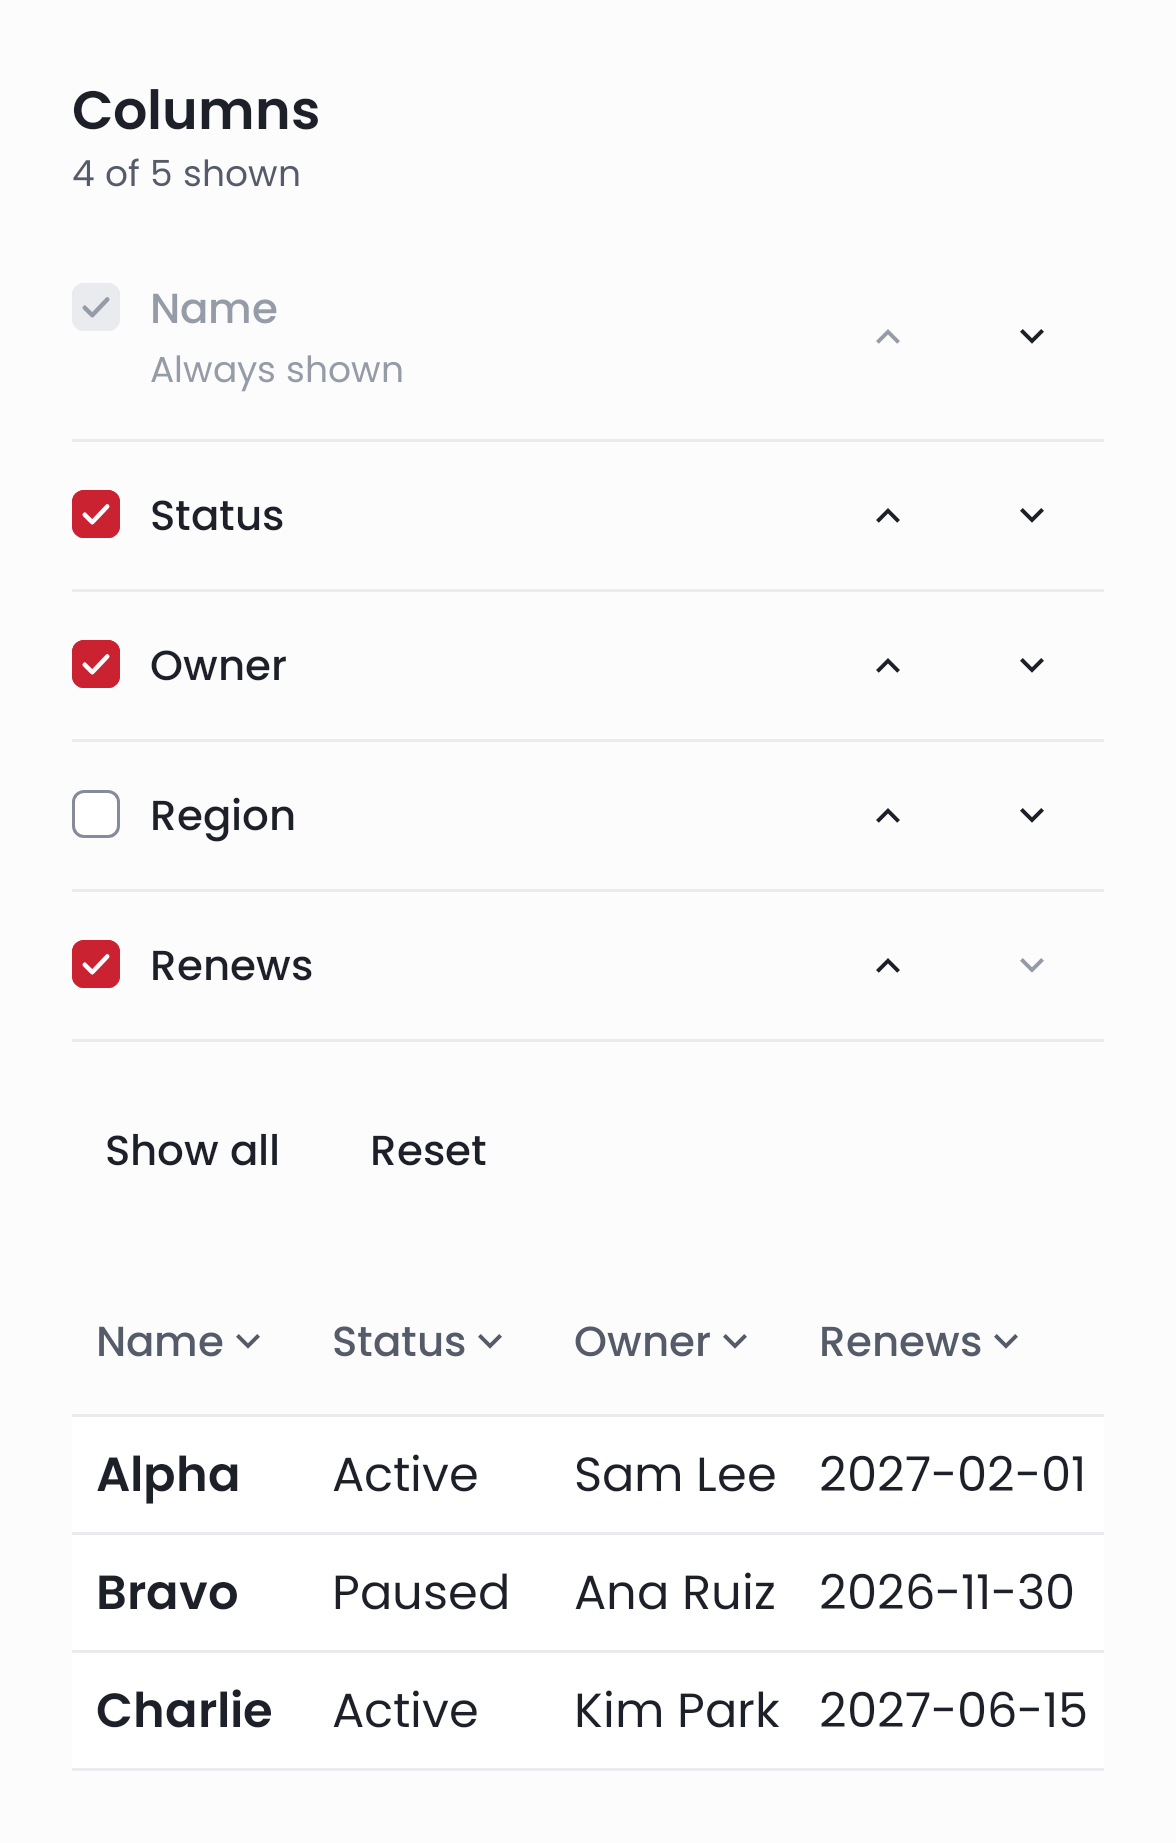 Columns
4 of 5 shown
Name
Always shown
Status
Owner
Region
Renews
Show all Reset
Name Status Owner Renews
Alpha Active Sam Lee 2027-02-01
Bravo Paused Ana Ruiz 2026-11-30
Charlie Active Kim Park 2027-06-15